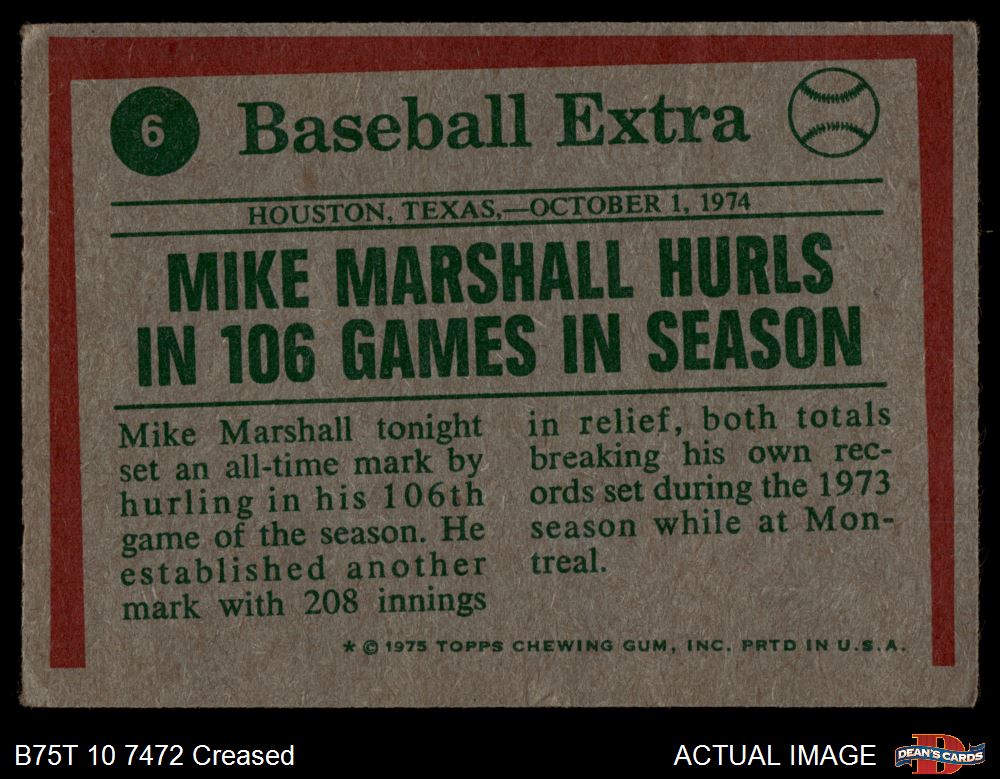 6
Baseball Extra
HOUSTON, TEXAS,—OCTOBER 1, 1974
MIKE MARSHALL HURLS
IN 106 GAMES IN SEASON
Mike Marshall tonight
set an all-time mark by
hurling in his 106th
game of the season. He
established another
mark with 208 innings
in relief, both totals
breaking his own rec-
ords set during the 1973
season while at Mon-
treal.
* © 1975 TOPPS CHEWING GUM, INC. PRTD IN U.S.A.
B75T 10 7472 Creased
ACTUAL IMAGE
DEAN'S CARDS